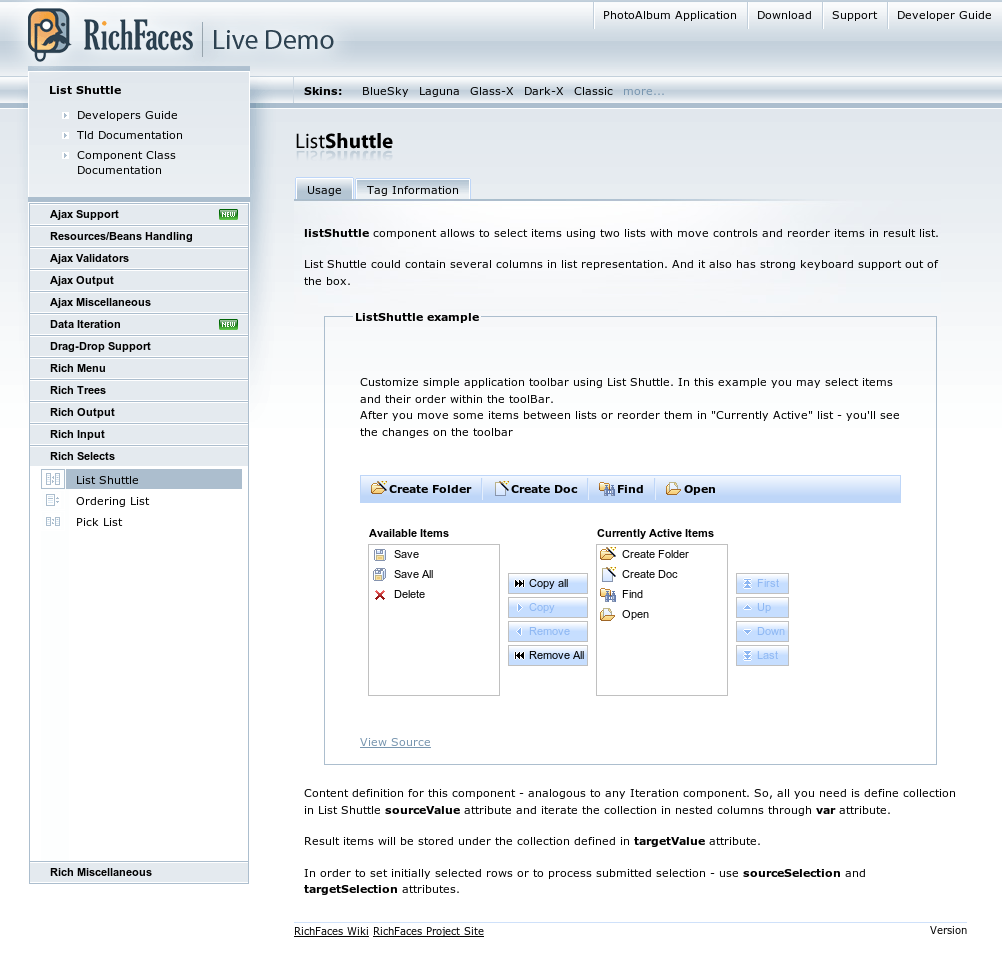 PhotoAlbum Application Download Support Developer Guide
RichFaces Live Demo
List Shuttle
Developers Guide
Tld Documentation
Component Class
Documentation
Skins: BlueSky Laguna Glass-X Dark-X Classic more...
Ajax Support NEW
Resources/Beans Handling
Ajax Validators
Ajax Output
Ajax Miscellaneous
Data Iteration NEW
Drag-Drop Support
Rich Menu
Rich Trees
Rich Output
Rich Input
Rich Selects
List Shuttle
Ordering List
Pick List
Rich Miscellaneous
ListShuttle
Usage Tag Information
listShuttle component allows to select items using two lists with move controls and reorder items in result list.
List Shuttle could contain several columns in list representation. And it also has strong keyboard support out of
the box.
ListShuttle example
Customize simple application toolbar using List Shuttle. In this example you may select items
and their order within the toolBar.
After you move some items between lists or reorder them in "Currently Active" list - you'll see
the changes on the toolbar
Create Folder Create Doc Find Open
Available Items
Save
Save All
Delete
Copy all
Copy
Remove
Remove All
Currently Active Items
Create Folder
Create Doc
Find
Open
First
Up
Down
Last
View Source
Content definition for this component - analogous to any Iteration component. So, all you need is define collection
in List Shuttle sourceValue attribute and iterate the collection in nested columns through var attribute.
Result items will be stored under the collection defined in targetValue attribute.
In order to set initially selected rows or to process submitted selection - use sourceSelection and
targetSelection attributes.
RichFaces Wiki RichFaces Project Site Version